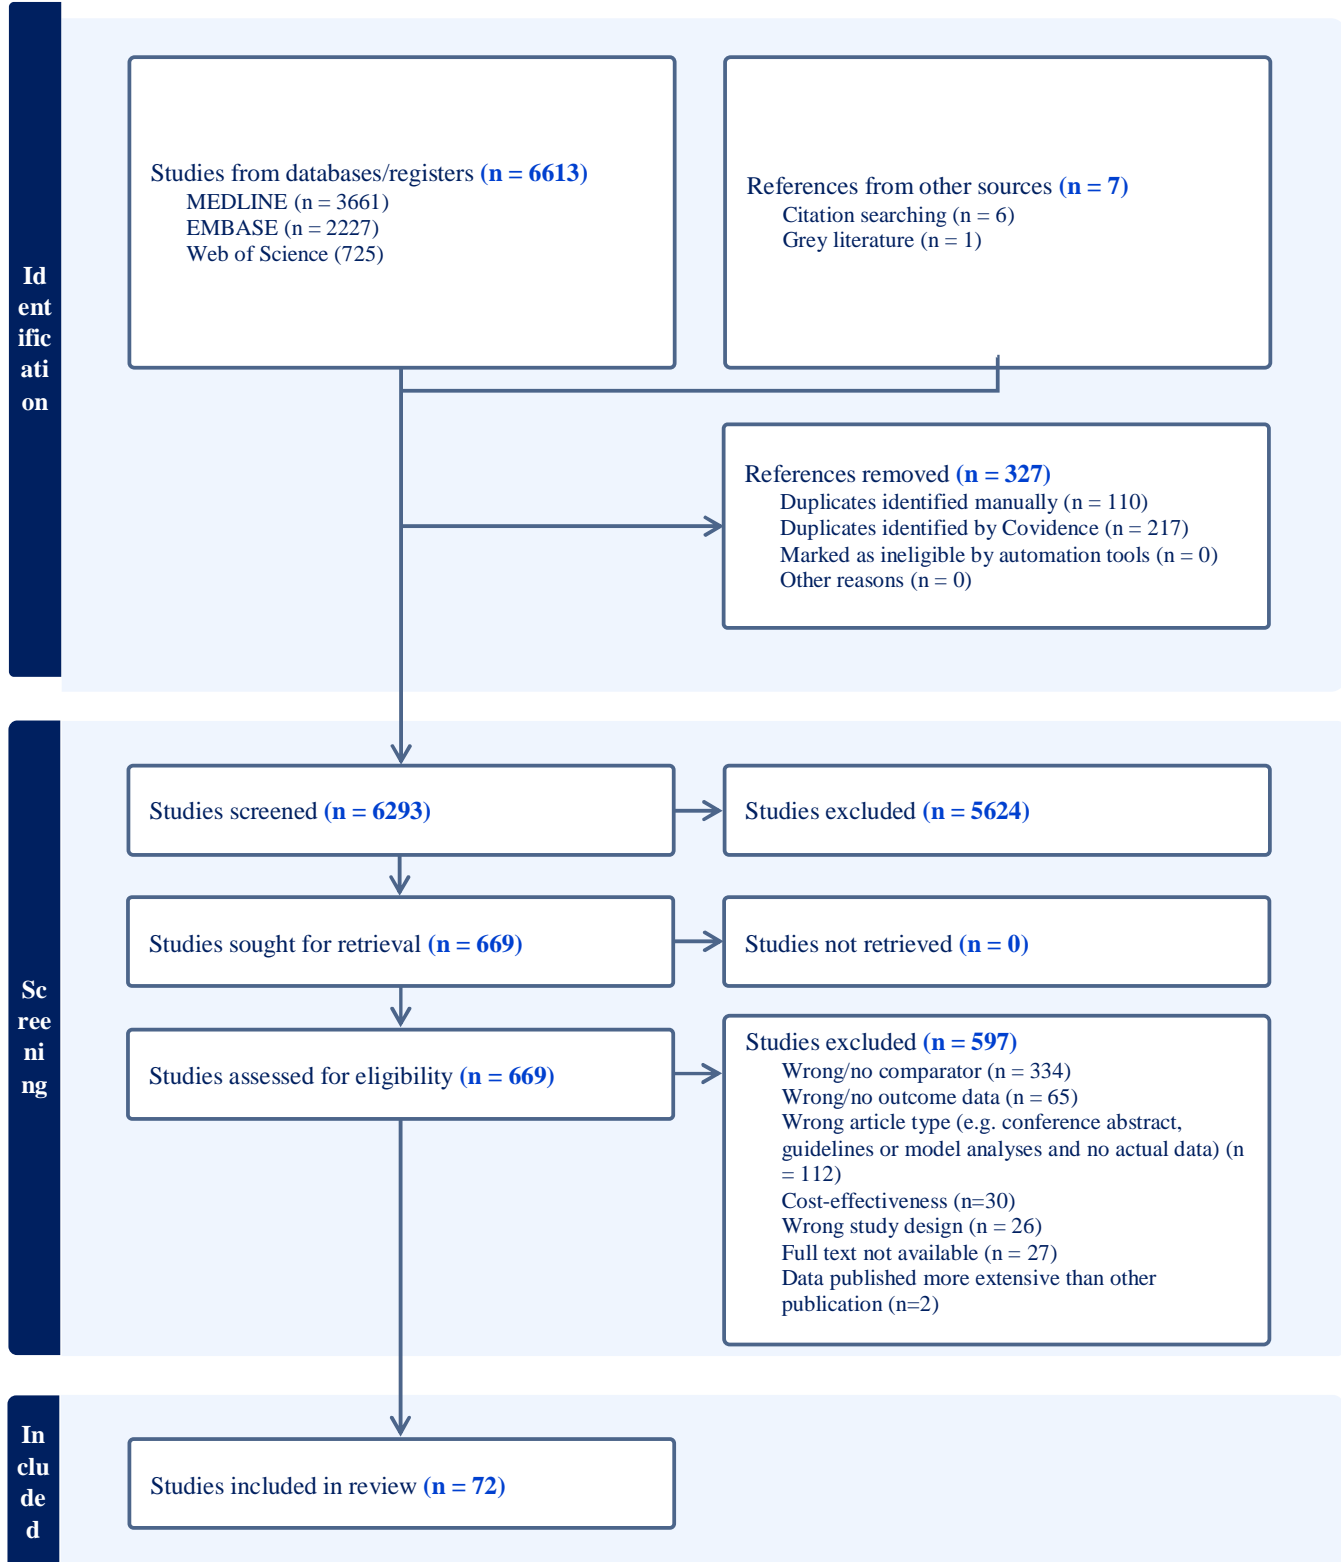 Id
ent
ific
ati
on
Studies from databases/registers (n = 6613)
MEDLINE (n = 3661)
EMBASE (n = 2227)
Web of Science (725)
References from other sources (n = 7)
Citation searching (n = 6)
Grey literature (n = 1)
References removed (n = 327)
Duplicates identified manually (n = 110)
Duplicates identified by Covidence (n = 217)
Marked as ineligible by automation tools (n = 0)
Other reasons (n = 0)
Sc
ree
ni
ng
Studies screened (n = 6293)
Studies excluded (n = 5624)
Studies sought for retrieval (n = 669)
Studies not retrieved (n = 0)
Studies assessed for eligibility (n = 669)
Studies excluded (n = 597)
Wrong/no comparator (n = 334)
Wrong/no outcome data (n = 65)
Wrong article type (e.g. conference abstract,
guidelines or model analyses and no actual data) (n
= 112)
Cost-effectiveness (n=30)
Wrong study design (n = 26)
Full text not available (n = 27)
Data published more extensive than other
publication (n=2)
In
clu
de
d
Studies included in review (n = 72)